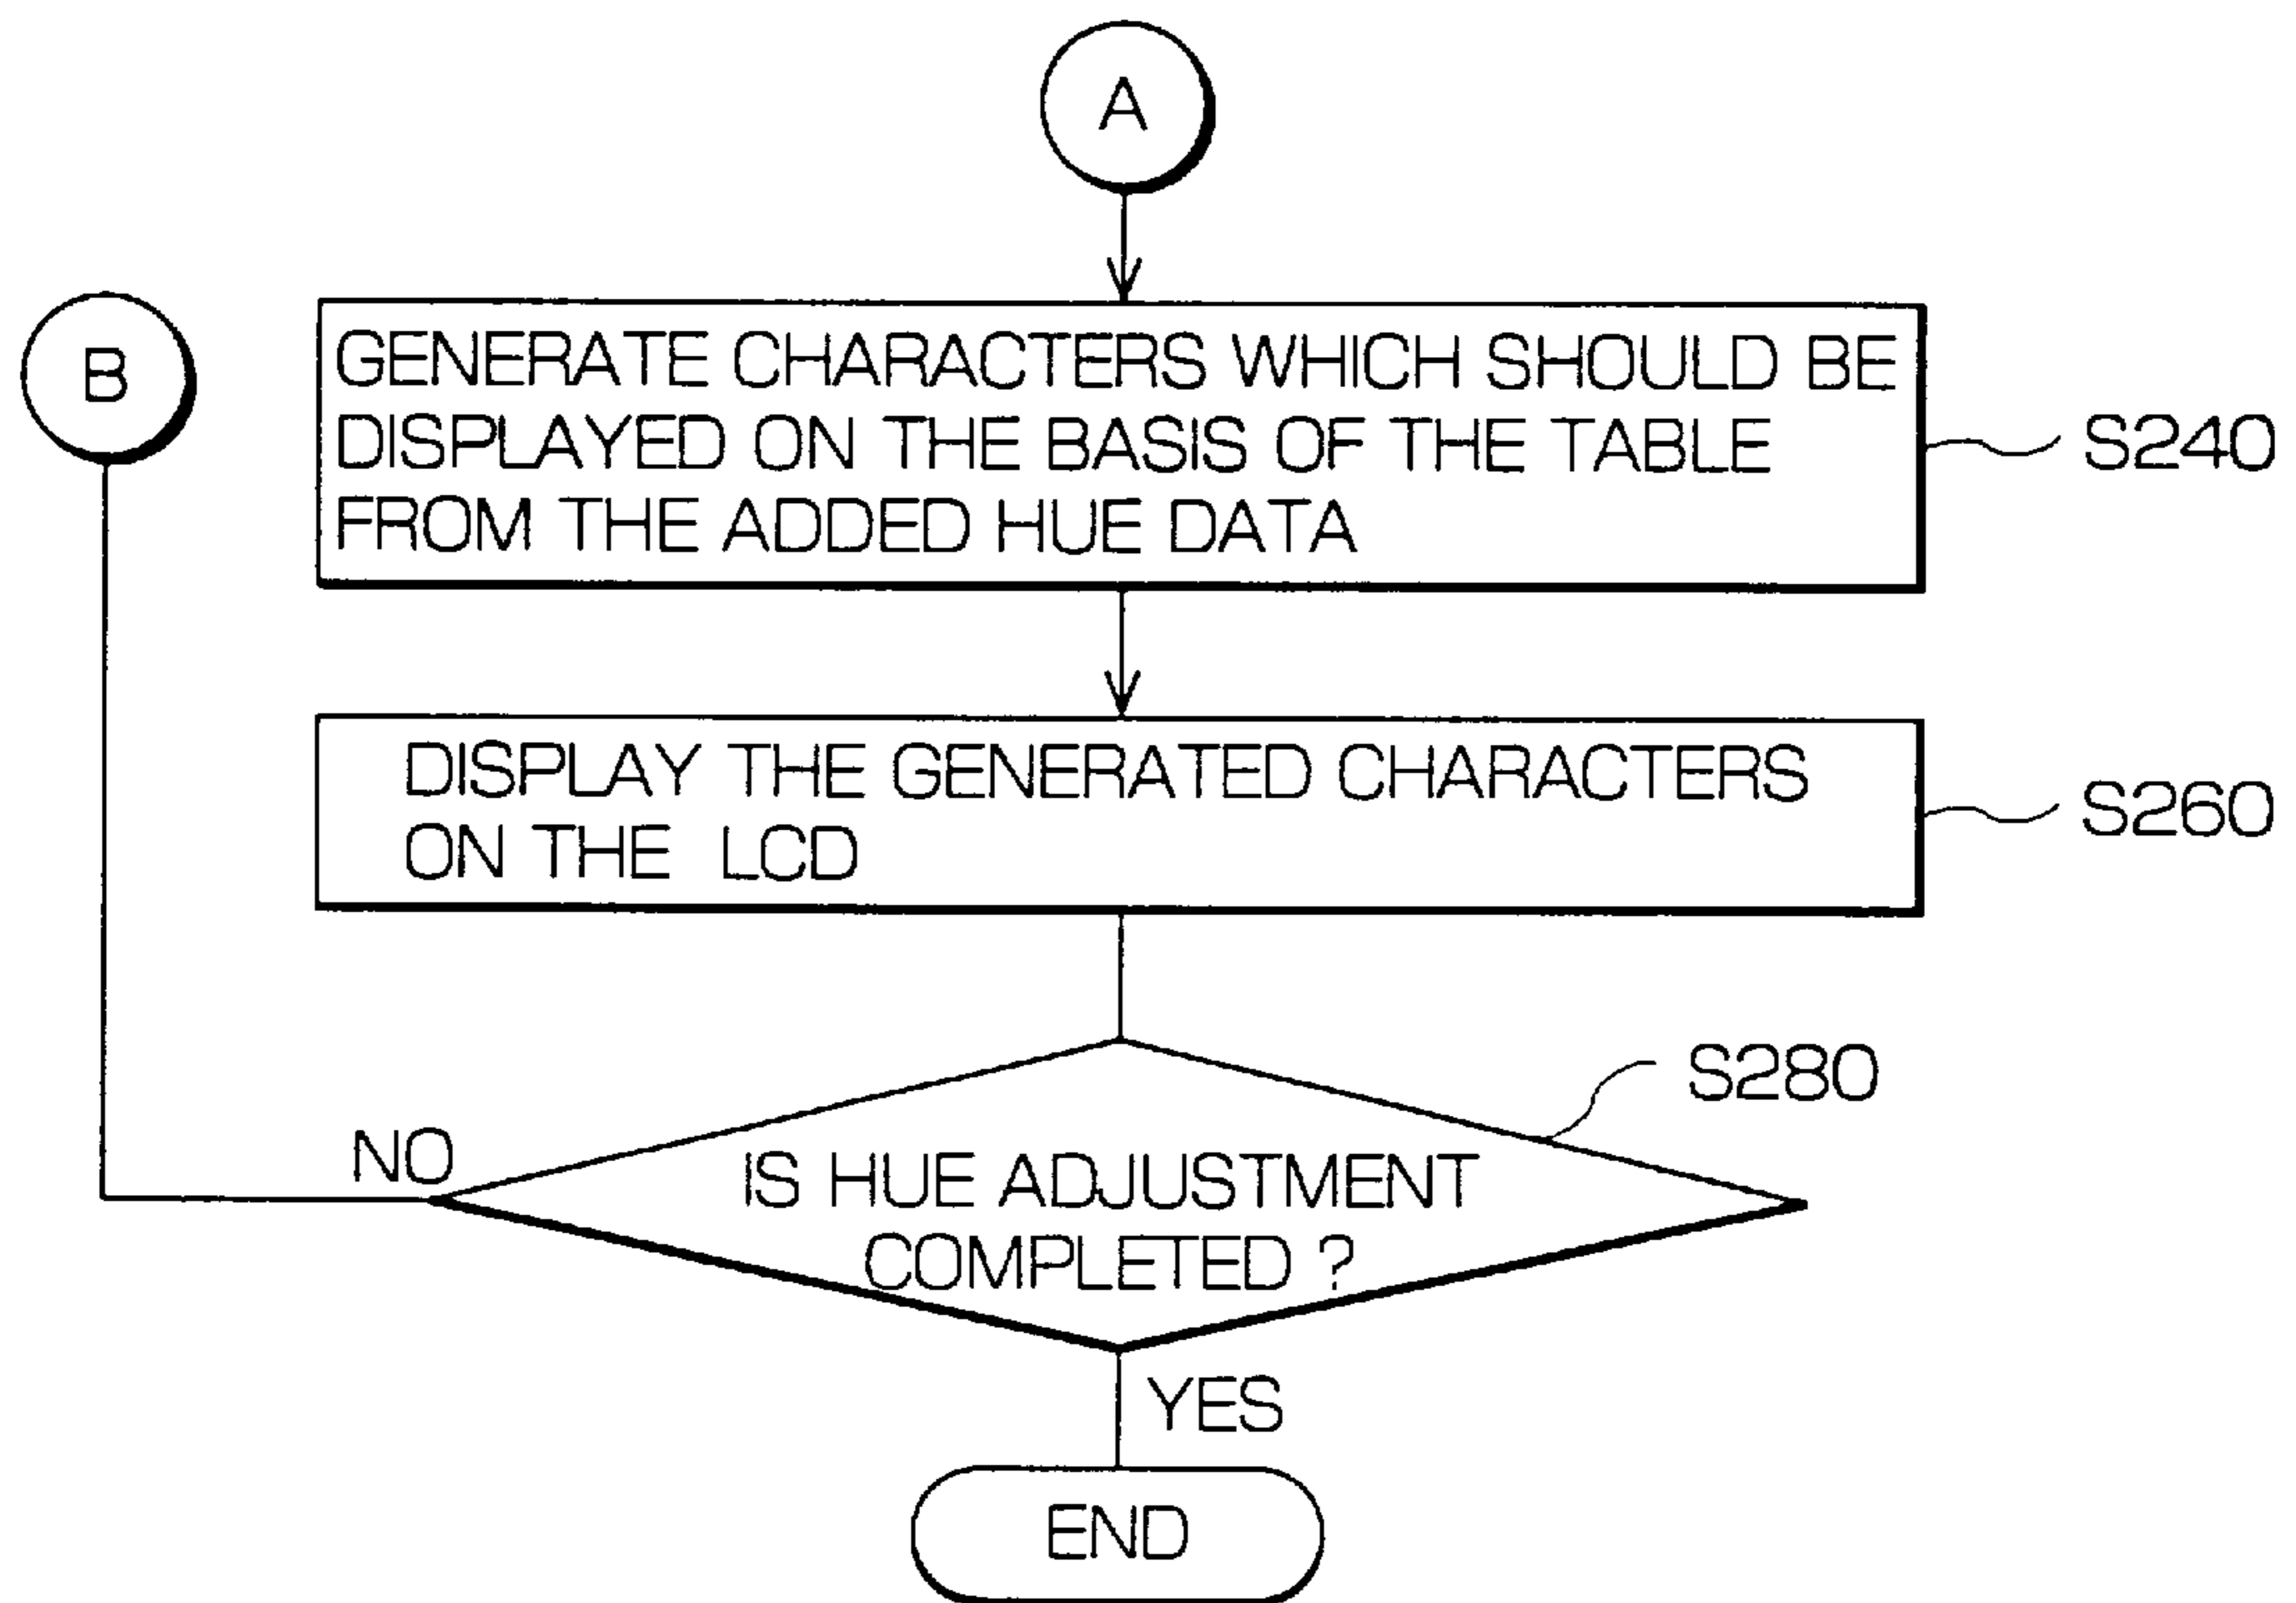 A
B
GENERATE CHARACTERS WHICH SHOULD BE
DISPLAYED ON THE BASIS OF THE TABLE
FROM THE ADDED HUE DATA
S240
DISPLAY THE GENERATED CHARACTERS
ON THE LCD
S260
S280
NO
IS HUE ADJUSTMENT
COMPLETED ?
YES
END